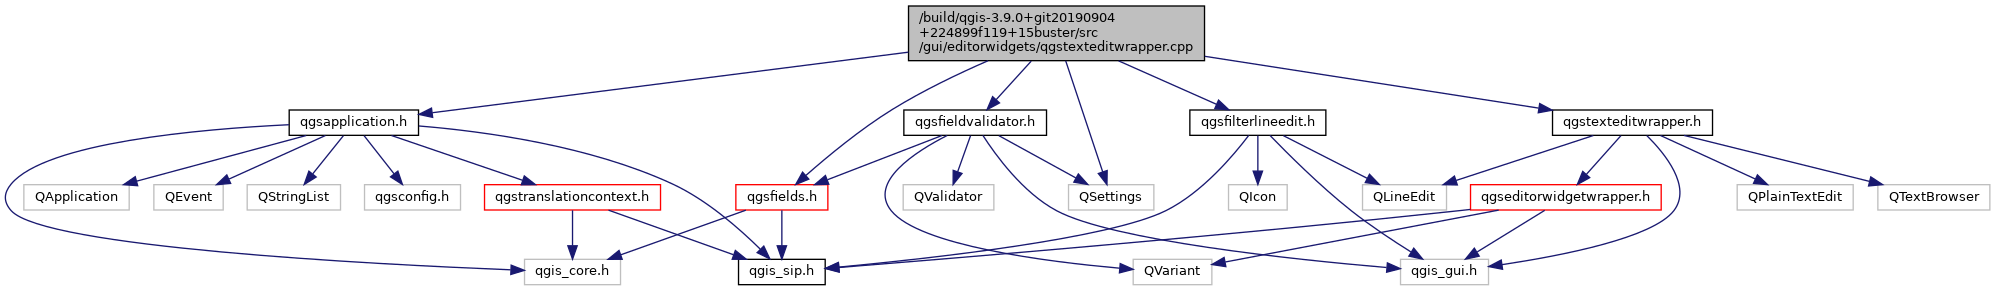 /build/qgis-3.9.0+git20190904
+224899f119+15buster/src
/gui/editorwidgets/qgstexteditwrapper.cpp
qgsapplication.h
qgsfieldvalidator.h
qgsfilterlineedit.h
qgstexteditwrapper.h
QApplication
QEvent
QStringList
qgsconfig.h
qgstranslationcontext.h
qgsfields.h
QValidator
QSettings
QIcon
QLineEdit
qgseditorwidgetwrapper.h
QPlainTextEdit
QTextBrowser
qgis_core.h
qgis_sip.h
QVariant
qgis_gui.h